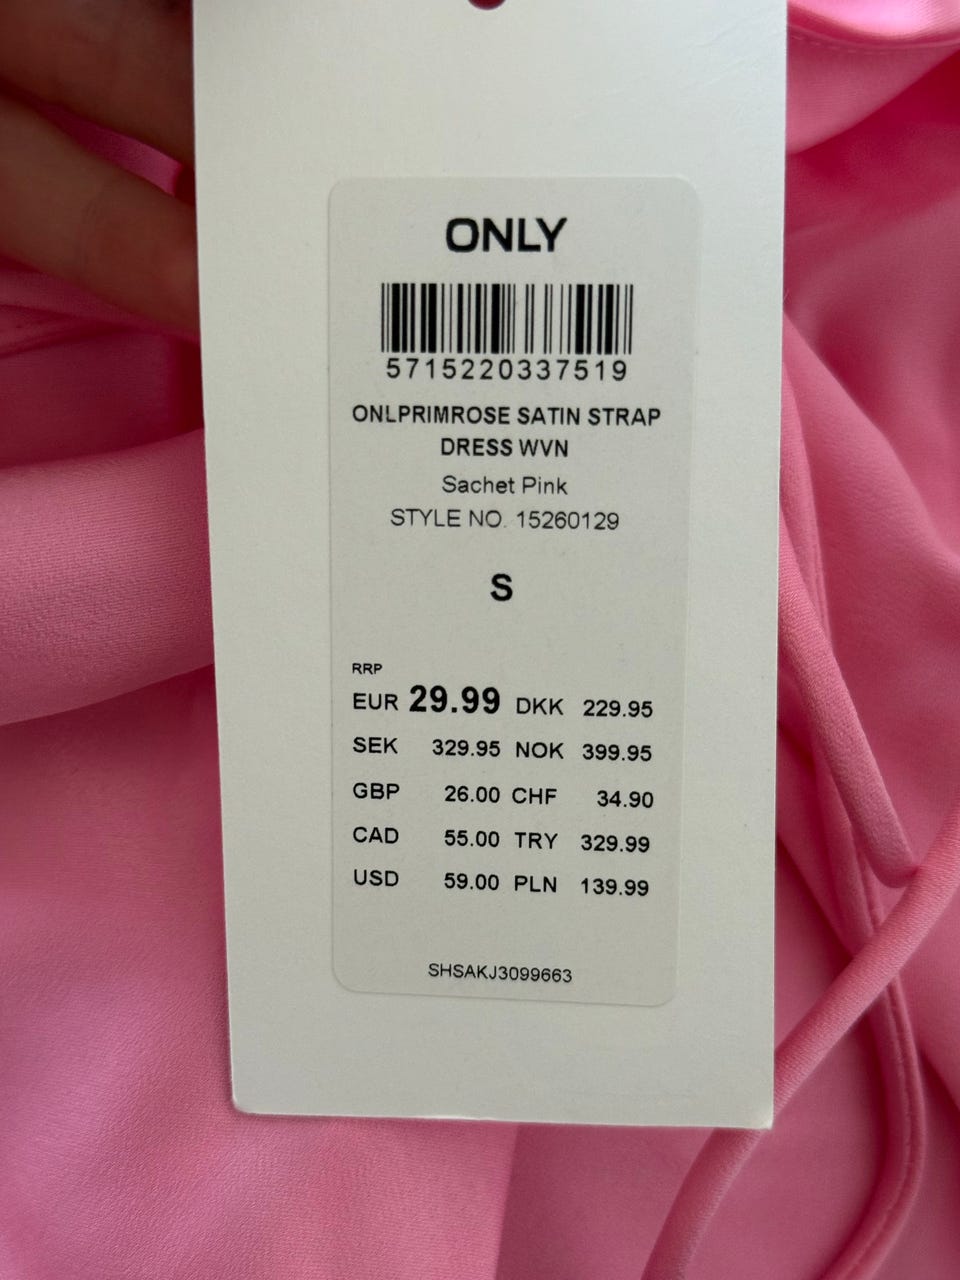 ONLY
5715220337519
ONLPRIMROSE SATIN STRAP
DRESS WVN
Sachet Pink
STYLE NO. 15260129
S
RRP
EUR 29.99 DKK 229.95
SEK 329.95 NOK 399.95
GBP 26.00 CHF 34.90
CAD 55.00 TRY 329.99
USD 59.00 PLN 139.99
SHSAKJ3099663